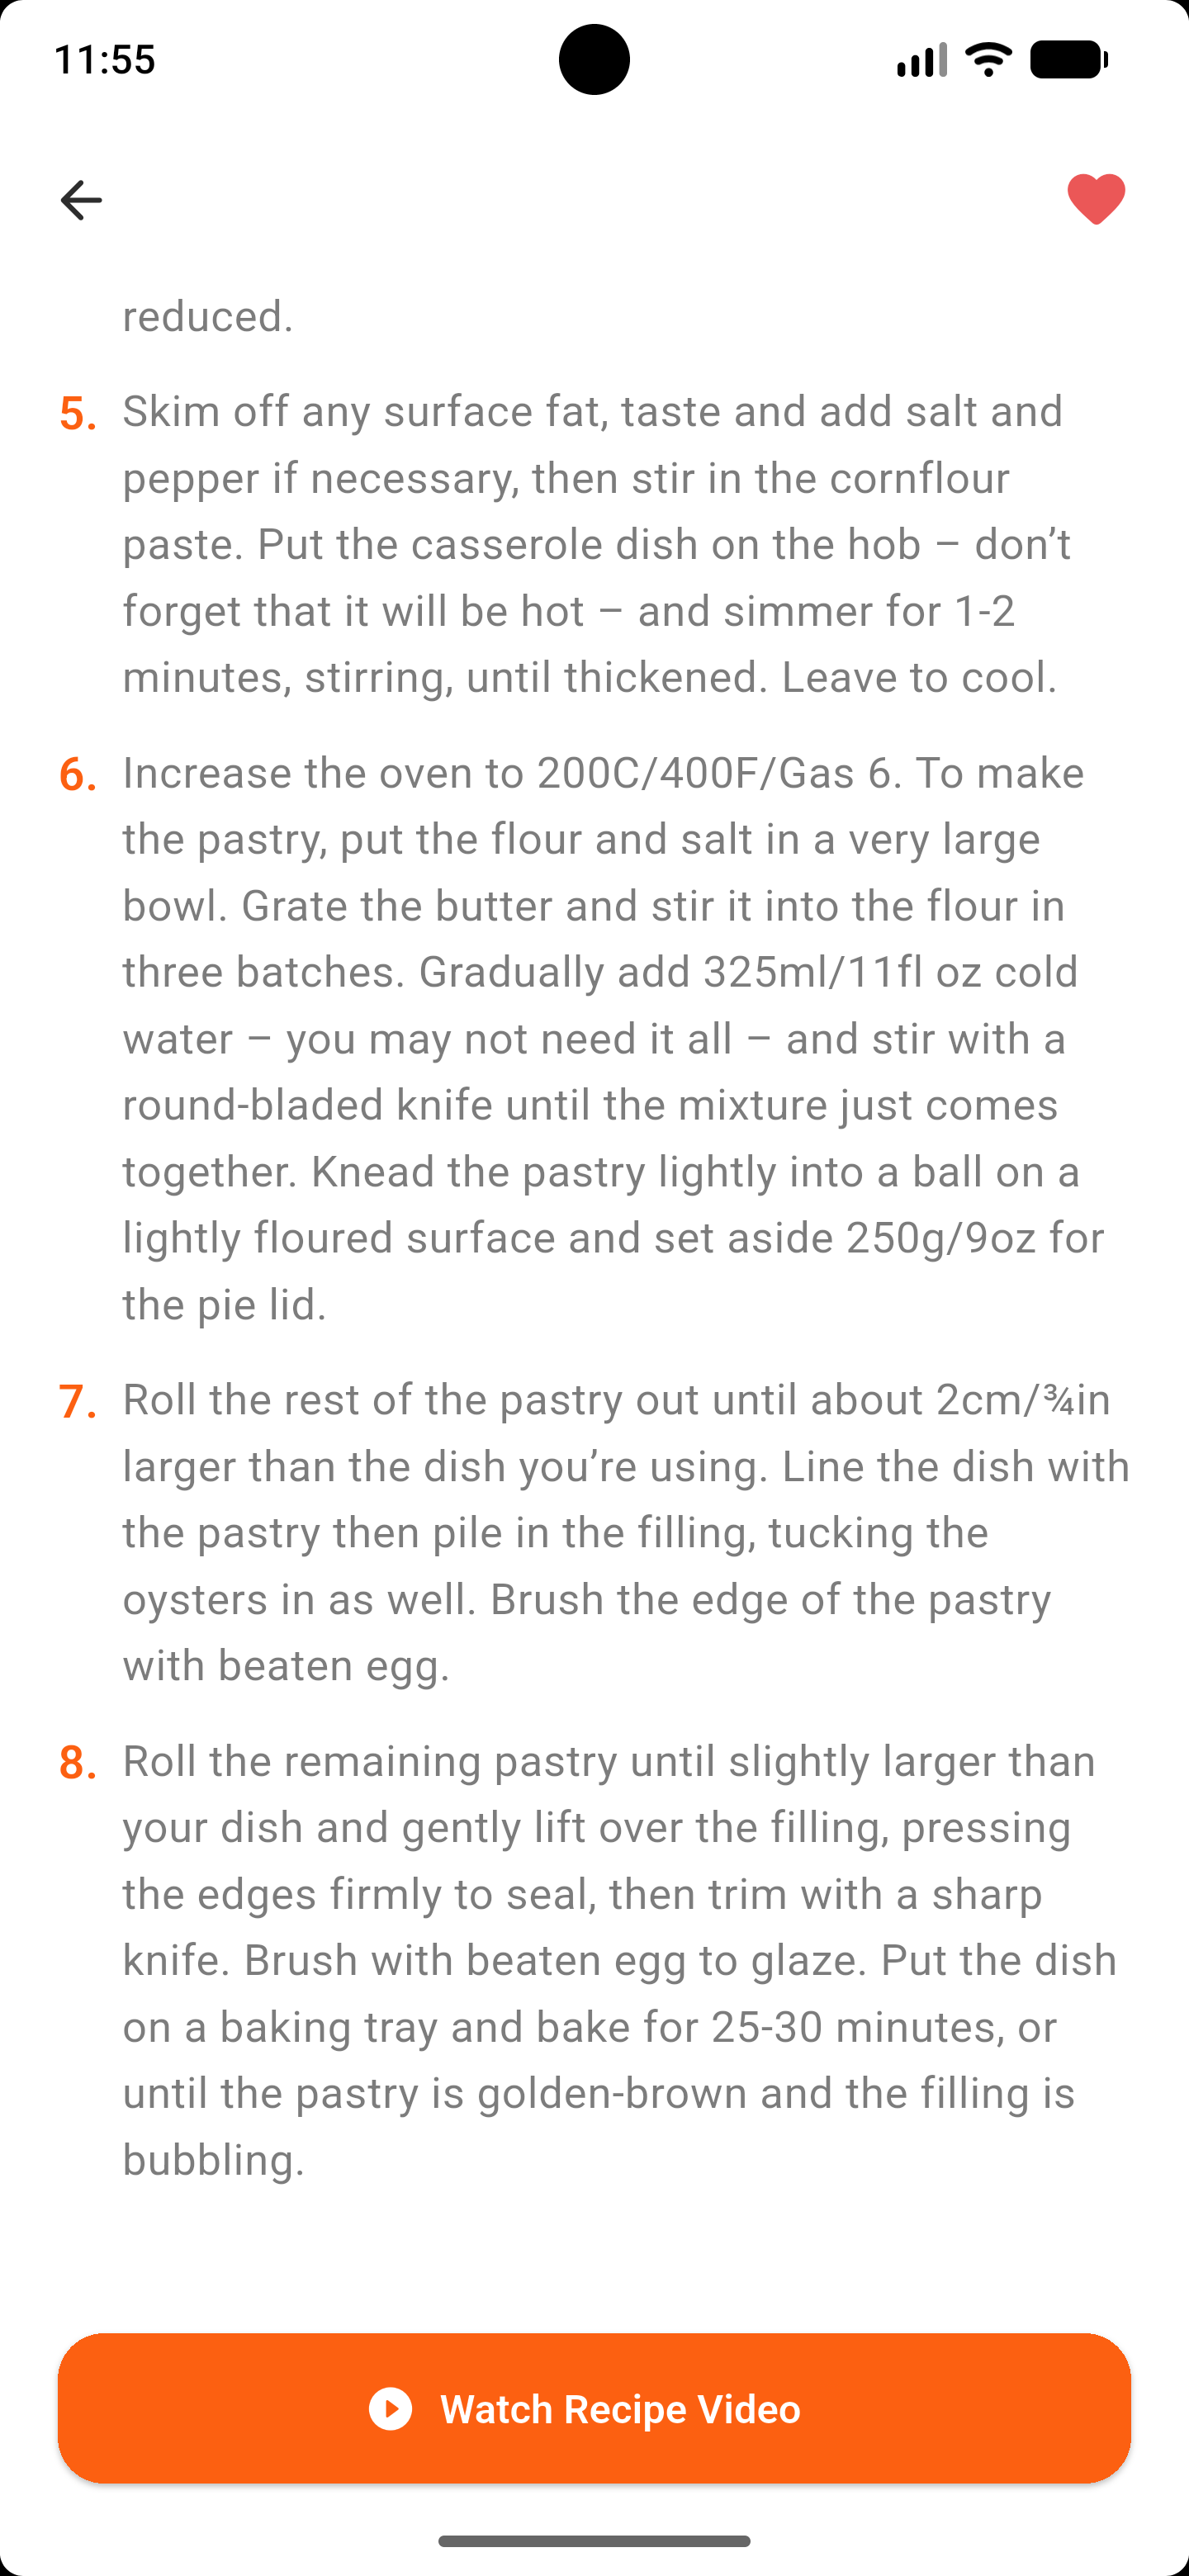 11:55
reduced.
5. Skim off any surface fat, taste and add salt and
pepper if necessary, then stir in the cornflour
paste. Put the casserole dish on the hob – don’t
forget that it will be hot – and simmer for 1-2
minutes, stirring, until thickened. Leave to cool.
6. Increase the oven to 200C/400F/Gas 6. To make
the pastry, put the flour and salt in a very large
bowl. Grate the butter and stir it into the flour in
three batches. Gradually add 325ml/11fl oz cold
water – you may not need it all – and stir with a
round-bladed knife until the mixture just comes
together. Knead the pastry lightly into a ball on a
lightly floured surface and set aside 250g/9oz for
the pie lid.
7. Roll the rest of the pastry out until about 2cm/¾in
larger than the dish you’re using. Line the dish with
the pastry then pile in the filling, tucking the
oysters in as well. Brush the edge of the pastry
with beaten egg.
8. Roll the remaining pastry until slightly larger than
your dish and gently lift over the filling, pressing
the edges firmly to seal, then trim with a sharp
knife. Brush with beaten egg to glaze. Put the dish
on a baking tray and bake for 25-30 minutes, or
until the pastry is golden-brown and the filling is
bubbling.
Watch Recipe Video